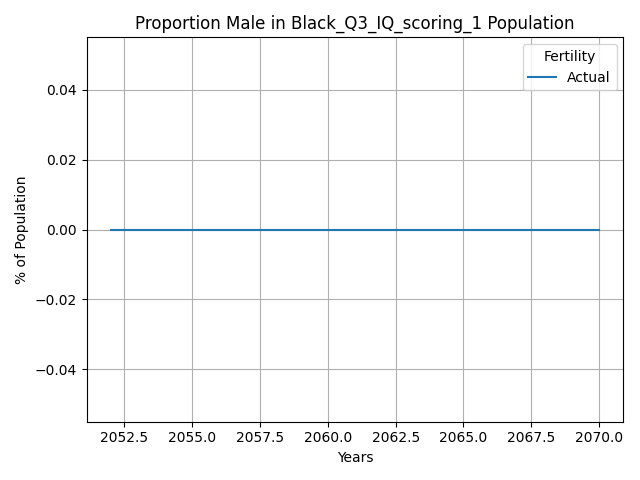 Proportion Male in Black_Q3_IQ_scoring_1 Population
Fertility
Actual
0.04
0.02
0.00
−0.02
−0.04
% of Population
2052.5 2055.0 2057.5 2060.0 2062.5 2065.0 2067.5 2070.0
Years